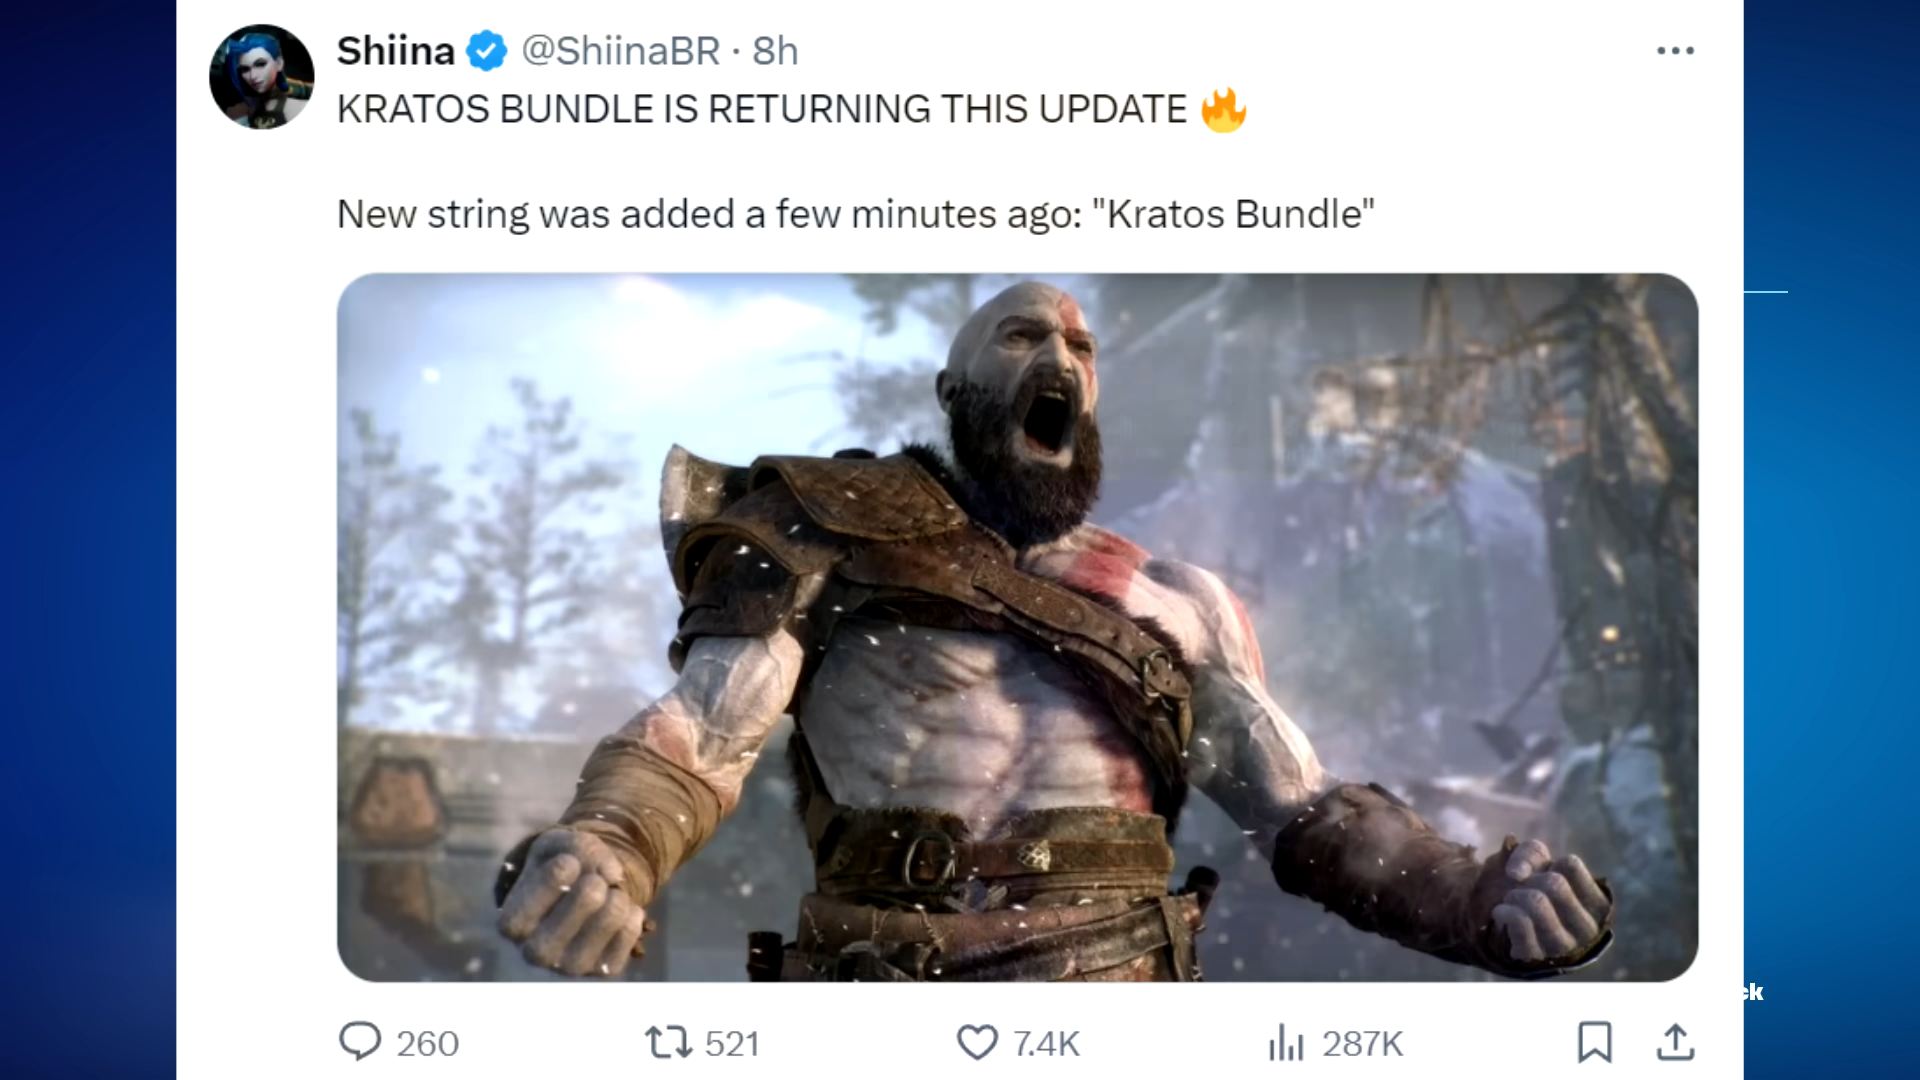 Shiina @ShiinaBR · 8h
KRATOS BUNDLE IS RETURNING THIS UPDATE 🔥
New string was added a few minutes ago: "Kratos Bundle"
ck
260 521 7.4K 287K